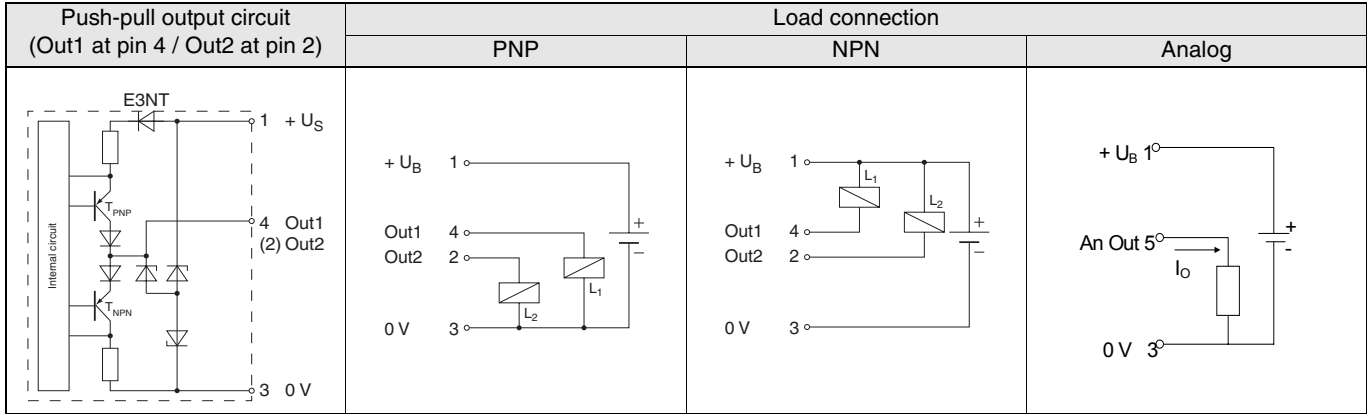 Push-pull output circuit
(Out1 at pin 4 / Out2 at pin 2)
Load connection
PNP
NPN
Analog
E3NT
1 + US
Internal circuit
TPNP
4 Out1
(2) Out2
TNPN
3 0 V
+ UB 1
Out1 4
Out2 2
+
−
L1
L2
0 V 3
+ UB 1
L1
L2
Out1 4
Out2 2
+
−
0 V 3
+ UB 1
An Out 5
IO
+
-
0 V 3